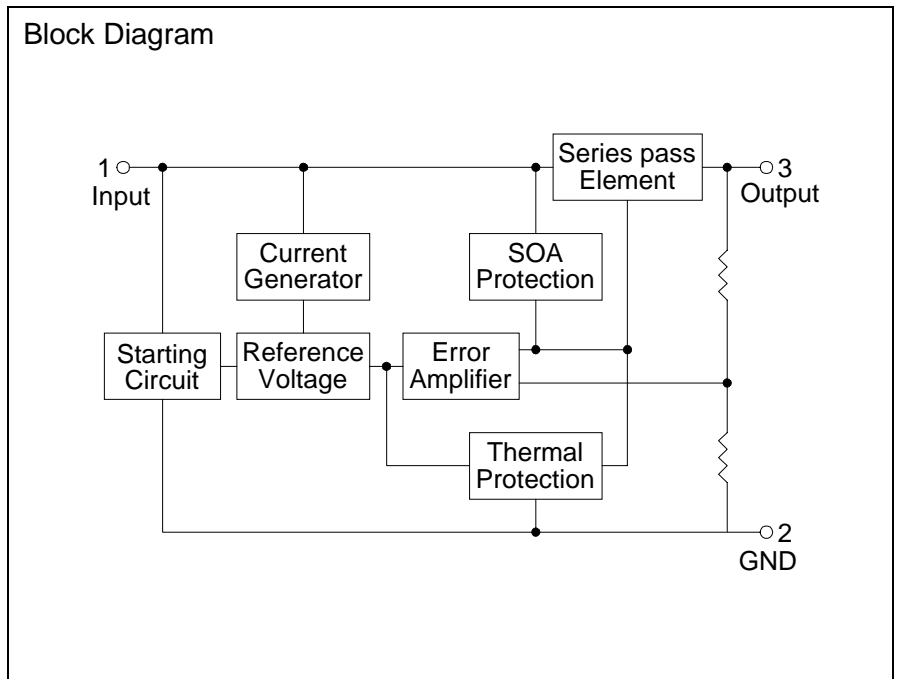 Block Diagram
1
Input
Series pass
Element
3
Output
Current
Generator
SOA
Protection
Starting
Circuit
Reference
Voltage
Error
Amplifier
Thermal
Protection
2
GND